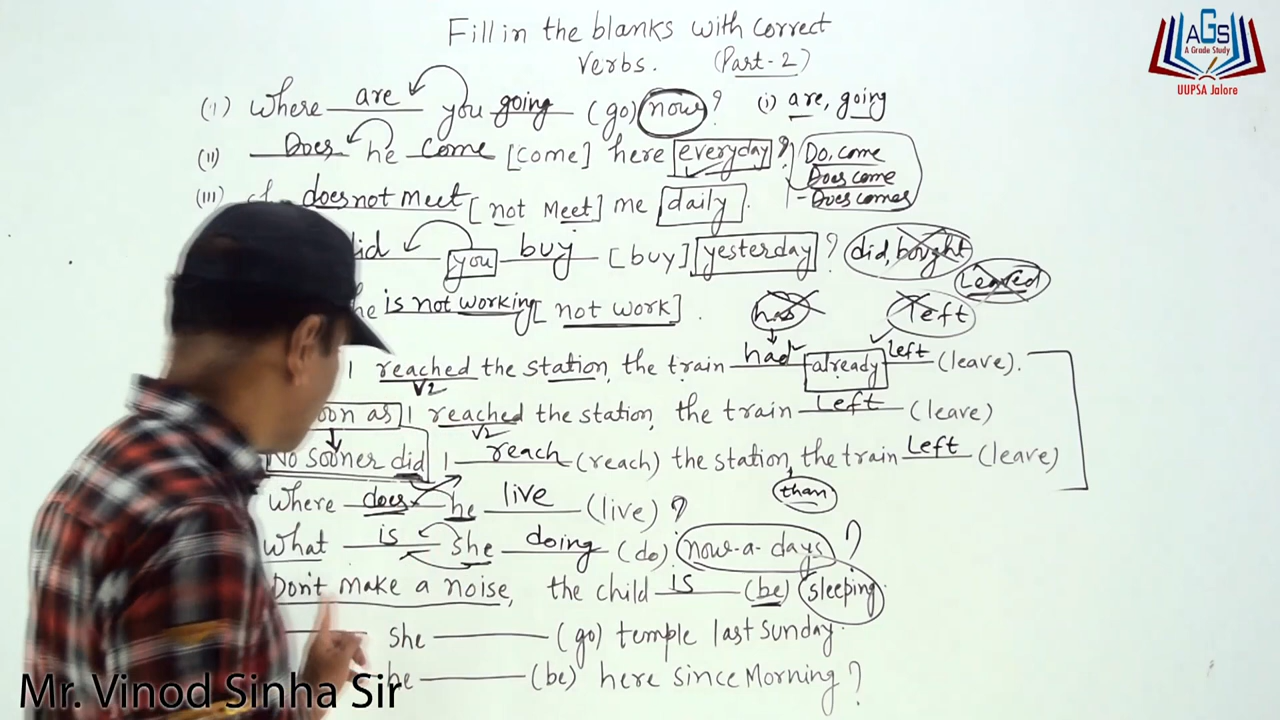 Fill in the blanks with correct
verbs. (Part-2)
AGS
A Grade Study
UUPSA Jalore
(i) Where are you going (go) now? (i) are, going
(ii) Does he come [come] here everyday? Do, come
Does come
- Does comes
(iii) does not meet [not meet] me daily.
did you buy [buy] yesterday? did, bought
Leaved
he is not working [not work]. has left
I reached the station, the train had already left (leave).
V2
soon as I reached the station, the train left (leave)
V2
No sooner did I reach (reach) the station, the train left (leave)
than
Where does he live (live)?
What is she doing (do) now-a-days?
Don't make a noise, the child is (be) sleeping
she (go) temple last Sunday.
he (be) here since Morning?
Mr. Vinod Sinha Sir